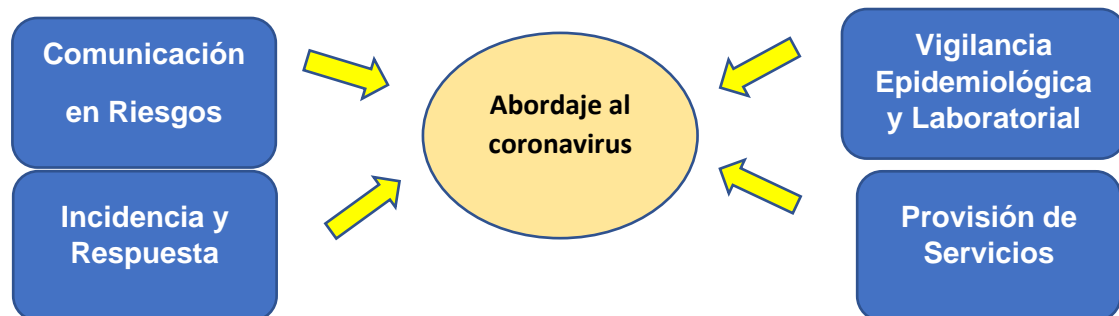 Comunicación
en Riesgos
Incidencia y
Respuesta
Abordaje al
coronavirus
Vigilancia
Epidemiológica
y Laboratorial
Provisión de
Servicios